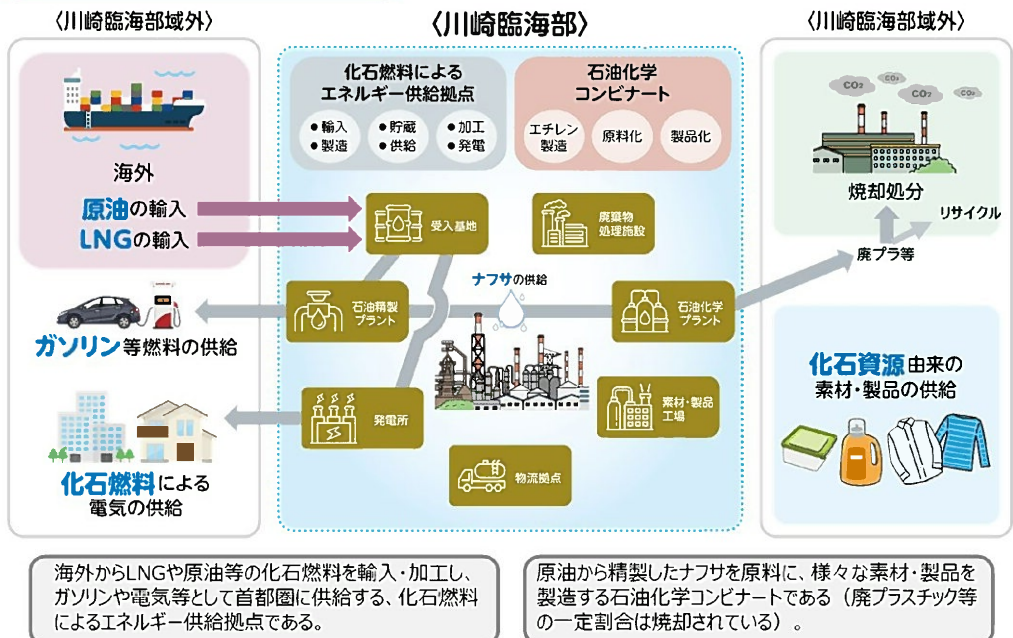 〈川崎臨海部域外〉
〈川崎臨海部〉
〈川崎臨海部域外〉
海外
原油の輸入
LNGの輸入
ガソリン等燃料の供給
化石燃料による
電気の供給
化石燃料による
エネルギー供給拠点
●輸入
●製造
●貯蔵
●供給
●加工
●発電
石油化学
コンビナート
エチレン
製造
原料化
製品化
受入基地
廃棄物
処理施設
ナフサの供給
石油精製
プラント
石油化学
プラント
発電所
素材・製品
工場
物流拠点
CO2
CO2
CO2
CO2
焼却処分
リサイクル
廃プラ等
化石資源由来の
素材・製品の供給
海外からLNGや原油等の化石燃料を輸入・加工し、
ガソリンや電気等として首都圏に供給する、化石燃料
によるエネルギー供給拠点である。
原油から精製したナフサを原料に、様々な素材・製品を
製造する石油化学コンビナートである（廃プラスチック等
の一定割合は焼却されている）。